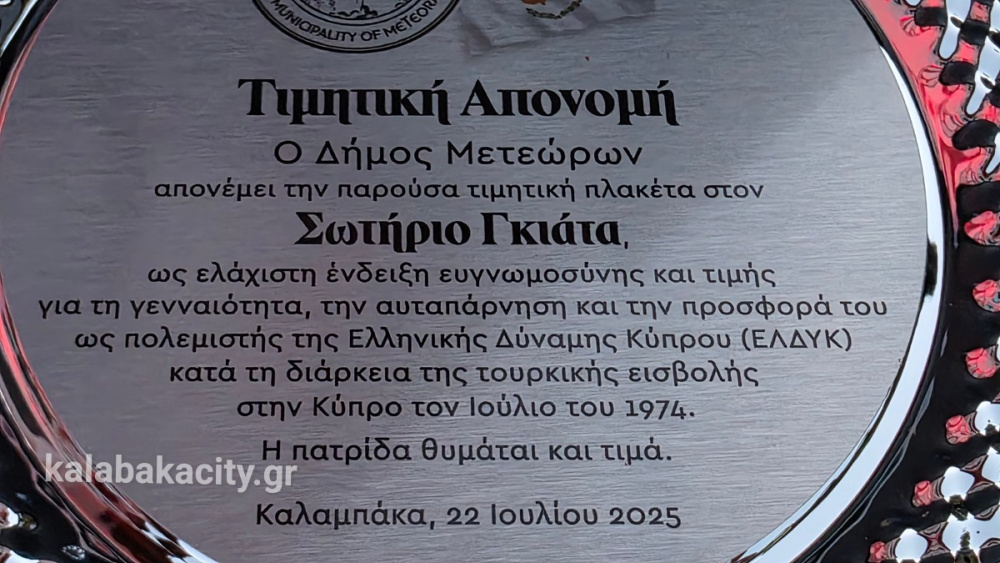 MUNICIPALITY OF METEORA
Τιμητική Απονομή
Ο Δήμος Μετεώρων
απονέμει την παρούσα τιμητική πλακέτα στον
Σωτήριο Γκιάτα,
ως ελάχιστη ένδειξη ευγνωμοσύνης και τιμής
για τη γενναιότητα, την αυταπάρνηση και την προσφορά του
ως πολεμιστής της Ελληνικής Δύναμης Κύπρου (ΕΛΔΥΚ)
κατά τη διάρκεια της τουρκικής εισβολής
στην Κύπρο τον Ιούλιο του 1974.
Η πατρίδα θυμάται και τιμά.
kalabakacity.gr
Καλαμπάκα, 22 Ιουλίου 2025